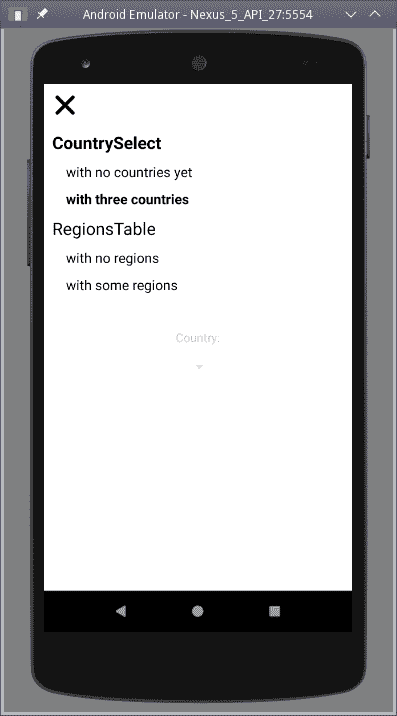 Android Emulator - Nexus_5_API_27:5554
CountrySelect
with no countries yet
with three countries
RegionsTable
with no regions
with some regions
Country: